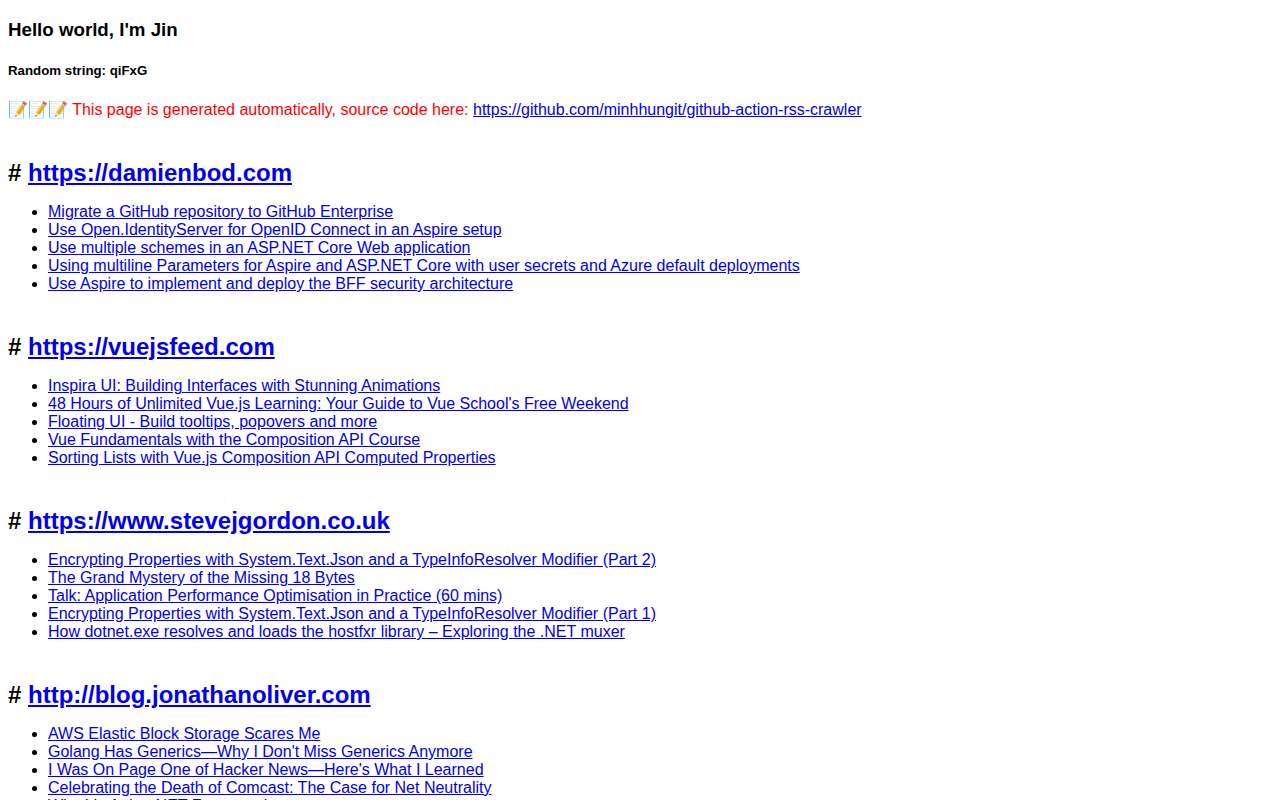 Hello world, I'm Jin
Random string: qiFxG
📝📝📝 This page is generated automatically, source code here: https://github.com/minhhungit/github-action-rss-crawler
# https://damienbod.com
Migrate a GitHub repository to GitHub Enterprise
Use Open.IdentityServer for OpenID Connect in an Aspire setup
Use multiple schemes in an ASP.NET Core Web application
Using multiline Parameters for Aspire and ASP.NET Core with user secrets and Azure default deployments
Use Aspire to implement and deploy the BFF security architecture
# https://vuejsfeed.com
Inspira UI: Building Interfaces with Stunning Animations
48 Hours of Unlimited Vue.js Learning: Your Guide to Vue School's Free Weekend
Floating UI - Build tooltips, popovers and more
Vue Fundamentals with the Composition API Course
Sorting Lists with Vue.js Composition API Computed Properties
# https://www.stevejgordon.co.uk
Encrypting Properties with System.Text.Json and a TypeInfoResolver Modifier (Part 2)
The Grand Mystery of the Missing 18 Bytes
Talk: Application Performance Optimisation in Practice (60 mins)
Encrypting Properties with System.Text.Json and a TypeInfoResolver Modifier (Part 1)
How dotnet.exe resolves and loads the hostfxr library – Exploring the .NET muxer
# http://blog.jonathanoliver.com
AWS Elastic Block Storage Scares Me
Golang Has Generics—Why I Don't Miss Generics Anymore
I Was On Page One of Hacker News—Here's What I Learned
Celebrating the Death of Comcast: The Case for Net Neutrality